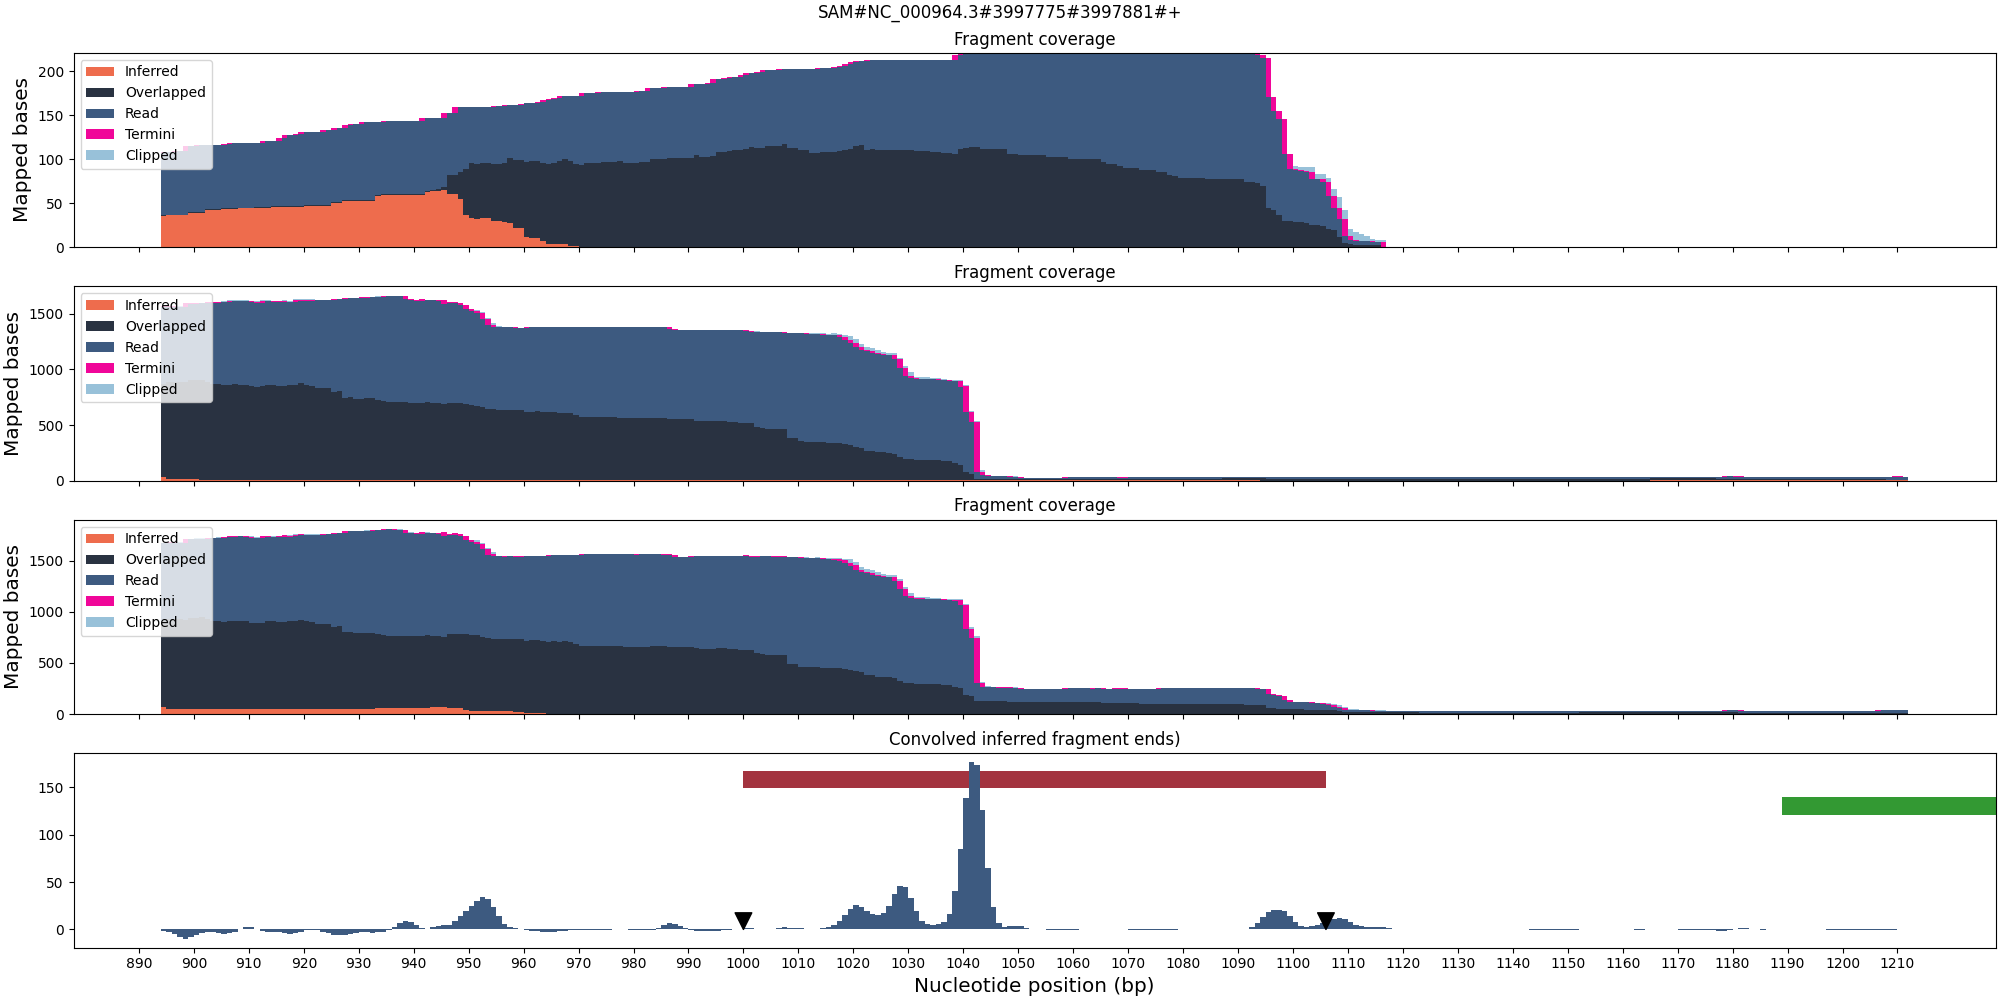 SAM#NC_000964.3#3997775#3997881#+
Fragment coverage
Mapped bases
200
150
100
50
0
Inferred
Overlapped
Read
Termini
Clipped
Fragment coverage
Mapped bases
1500
1000
500
0
Inferred
Overlapped
Read
Termini
Clipped
Fragment coverage
Mapped bases
1500
1000
500
0
Inferred
Overlapped
Read
Termini
Clipped
Convolved inferred fragment ends)
150
100
50
0
890 900 910 920 930 940 950 960 970 980 990 1000 1010 1020 1030 1040 1050 1060 1070 1080 1090 1100 1110 1120 1130 1140 1150 1160 1170 1180 1190 1200 1210
Nucleotide position (bp)